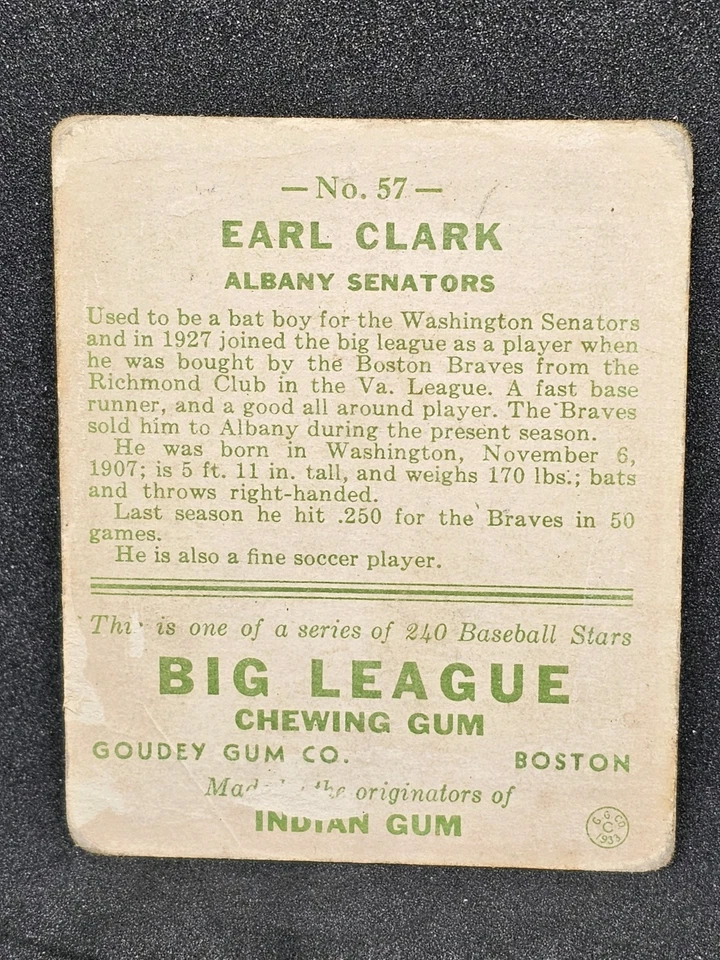 — No. 57 —
EARL CLARK
ALBANY SENATORS
Used to be a bat boy for the Washington Senators
and in 1927 joined the big league as a player when
he was bought by the Boston Braves from the
Richmond Club in the Va. League. A fast base
runner, and a good all around player. The Braves
sold him to Albany during the present season.
He was born in Washington, November 6,
1907; is 5 ft. 11 in. tall, and weighs 170 lbs.; bats
and throws right-handed.
Last season he hit .250 for the Braves in 50
games.
He is also a fine soccer player.
This is one of a series of 240 Baseball Stars
BIG LEAGUE
CHEWING GUM
GOUDEY GUM CO. BOSTON
Made the originators of
INDIAN GUM
G. G. CO.
C
1933